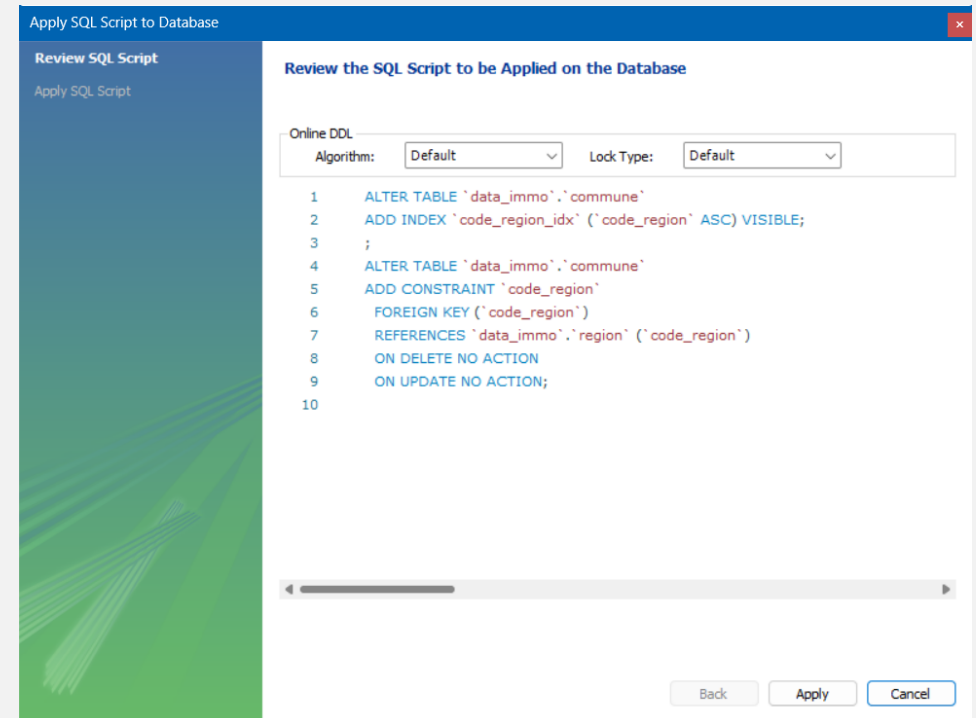 Apply SQL Script to Database
Review SQL Script
Apply SQL Script
Review the SQL Script to be Applied on the Database
Online DDL
Algorithm: Default Lock Type: Default
1 ALTER TABLE `data_immo`.`commune`
2 ADD INDEX `code_region_idx` (`code_region` ASC) VISIBLE;
3 ;
4 ALTER TABLE `data_immo`.`commune`
5 ADD CONSTRAINT `code_region`
6 FOREIGN KEY (`code_region`)
7 REFERENCES `data_immo`.`region` (`code_region`)
8 ON DELETE NO ACTION
9 ON UPDATE NO ACTION;
10
Back Apply Cancel